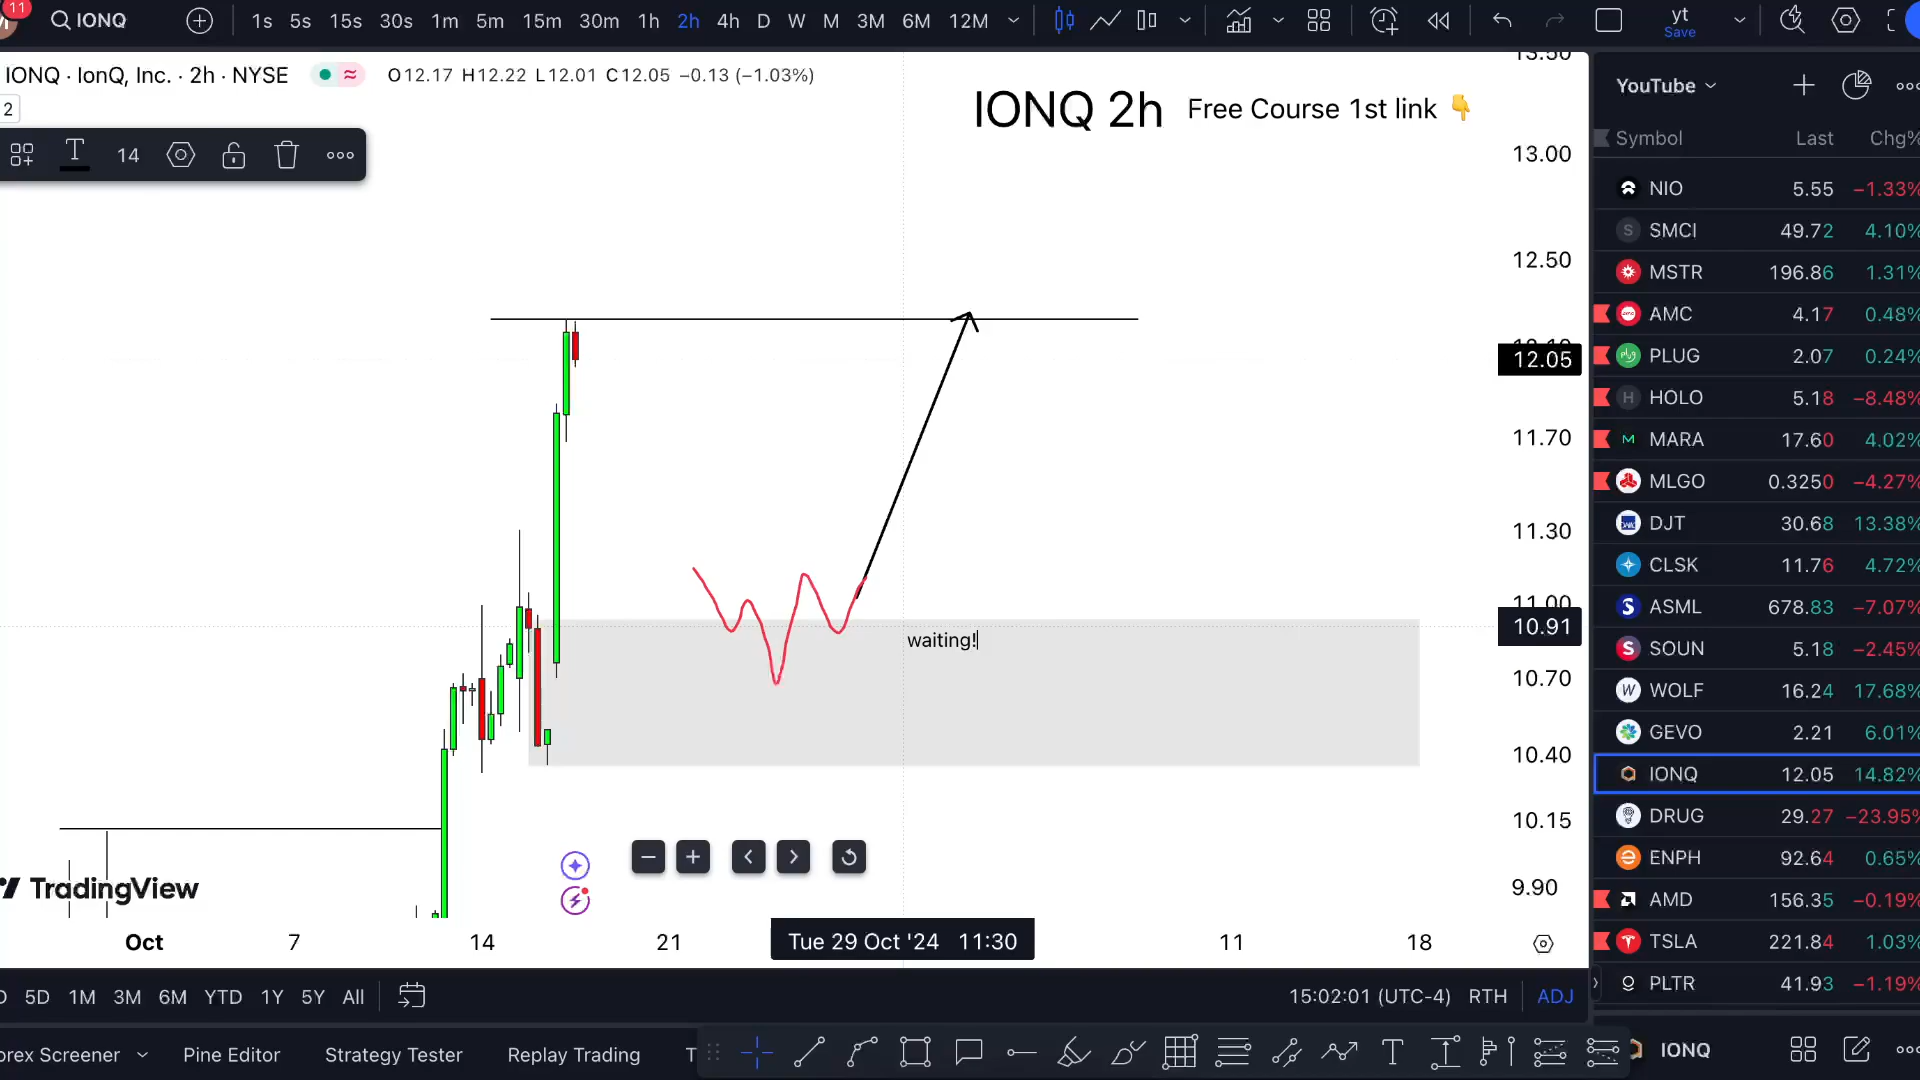 11
IONQ
1s 5s 15s 30s 1m 5m 15m 30m 1h 2h 4h D W M 3M 6M 12M
yt
Save
IONQ · IonQ, Inc. · 2h · NYSE
O12.17 H12.22 L12.01 C12.05 −0.13 (−1.03%)
2
14
IONQ 2h
Free Course 1st link 👇
13.50
13.00
12.50
12.05
11.70
11.30
11.00
10.91
10.70
10.40
10.15
9.90
waiting!
TradingView
Oct 7 14 21 Tue 29 Oct '24 11:30 11 18
5D 1M 3M 6M YTD 1Y 5Y All
15:02:01 (UTC-4) RTH ADJ
orex Screener Pine Editor Strategy Tester Replay Trading T
YouTube
Symbol Last Chg%
NIO 5.55 −1.33%
SMCI 49.72 4.10%
MSTR 196.86 1.31%
AMC 4.17 0.48%
PLUG 2.07 0.24%
HOLO 5.18 −8.48%
MARA 17.60 4.02%
MLGO 0.3250 −4.27%
DJT 30.68 13.38%
CLSK 11.76 4.72%
ASML 678.83 −7.07%
SOUN 5.18 −2.45%
WOLF 16.24 17.68%
GEVO 2.21 6.01%
IONQ 12.05 14.82%
DRUG 29.27 −23.95%
ENPH 92.64 0.65%
AMD 156.35 −0.19%
TSLA 221.84 1.03%
PLTR 41.93 −1.19%
IONQ